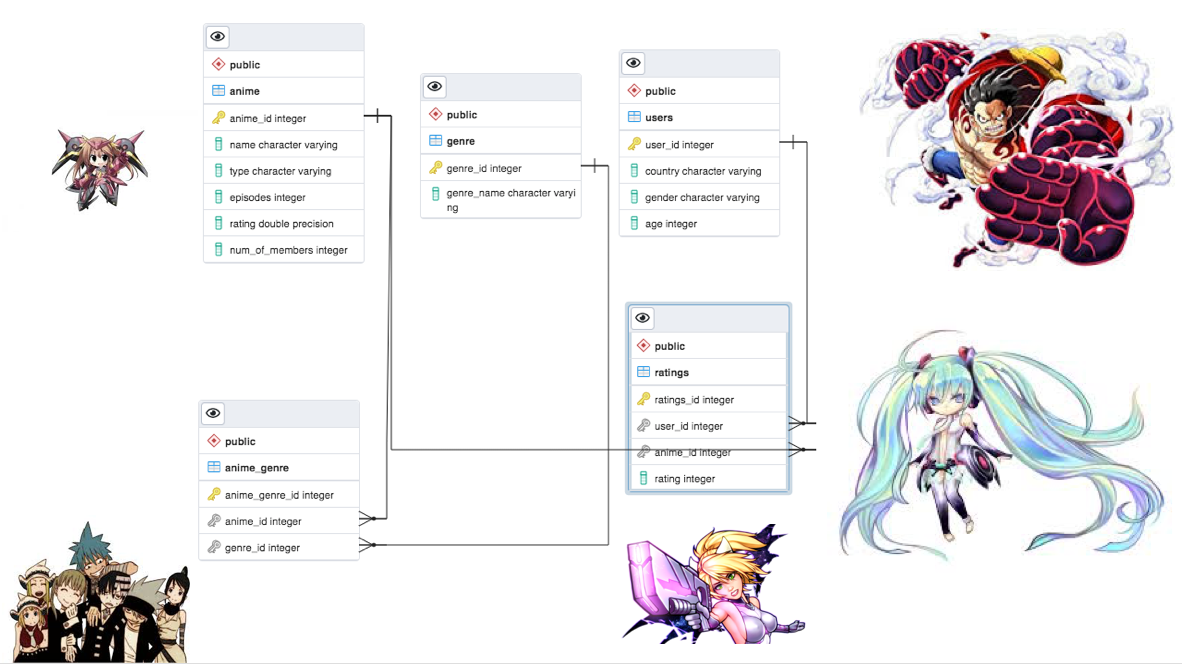 public
anime
anime_id integer
name character varying
type character varying
episodes integer
rating double precision
num_of_members integer
public
genre
genre_id integer
genre_name character varyi
ng
public
users
user_id integer
country character varying
gender character varying
age integer
public
ratings
ratings_id integer
user_id integer
anime_id integer
rating integer
public
anime_genre
anime_genre_id integer
anime_id integer
genre_id integer